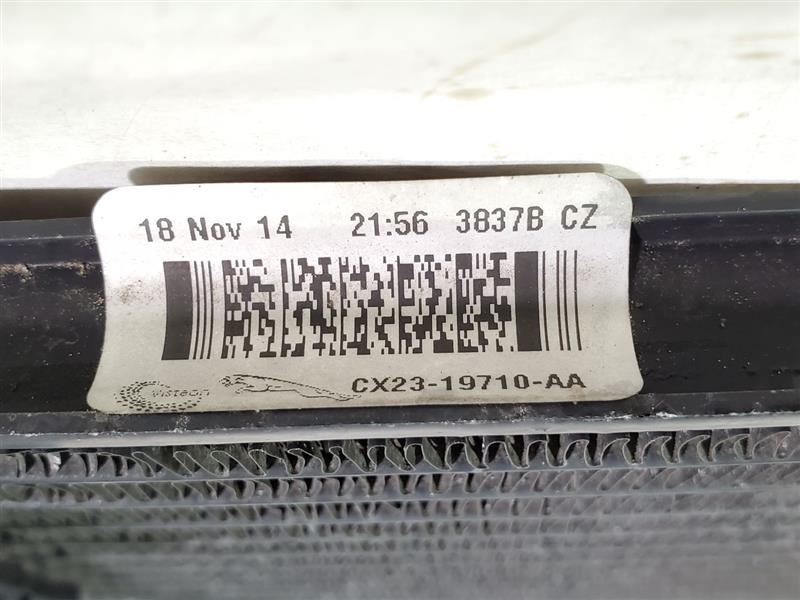 18 Nov 14 21:56 3837B CZ
Visteon CX23-19710-AA